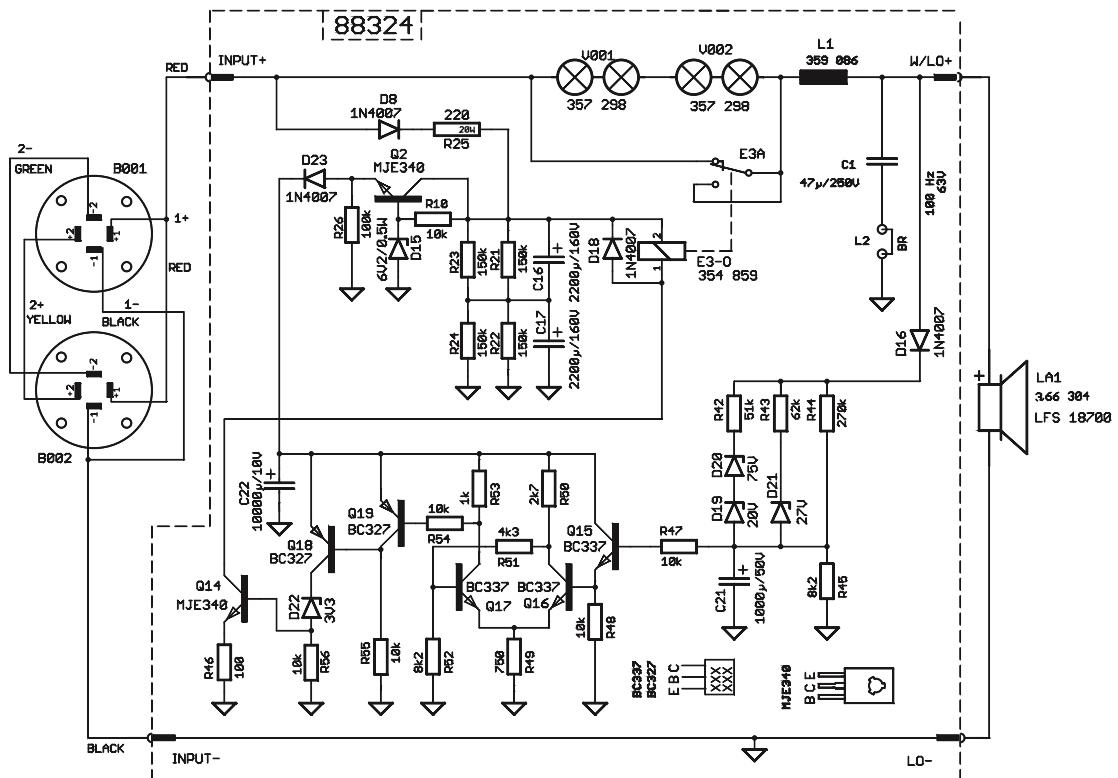 88324
INPUT+
V001
V002
L1
359 086
W/LO+
RED
357 298
357 298
D8
1N4007
220
20W
R25
2-
GREEN
B001
D23
1N4007
Q2
MJE340
E3A
C1
47µ/250V
100 Hz
63V
-2
+2
+1
-1
1+
RED
R26
100k
R10
10k
6V2/0.5W
D15
R23
150k
R21
150k
C16
2200µ/160V
D18
1N4007
2
1
E3-O
354 859
L2
BR
2+
YELLOW
1-
BLACK
R24
150k
R22
150k
C17
2200µ/160V
D16
1N4007
-2
+2
+1
-1
B002
R42
51k
R43
62k
R44
270k
LA1
366 304
LFS 18700
C22
10000µ/10V
D20
75V
D19
20V
D21
27V
Q19
BC327
10k
R54
1k
R53
2k7
R50
4k3
R51
Q15
BC337
R47
10k
Q18
BC327
Q14
MJE340
D22
3V3
BC337
Q17
BC337
Q16
C21
1000µ/50V
8k2
R45
R46
100
10k
R56
R55
10k
8k2
R52
750
R49
10k
R48
BC337
BC327
E B C
MJE340
B C E
BLACK
INPUT-
LO-